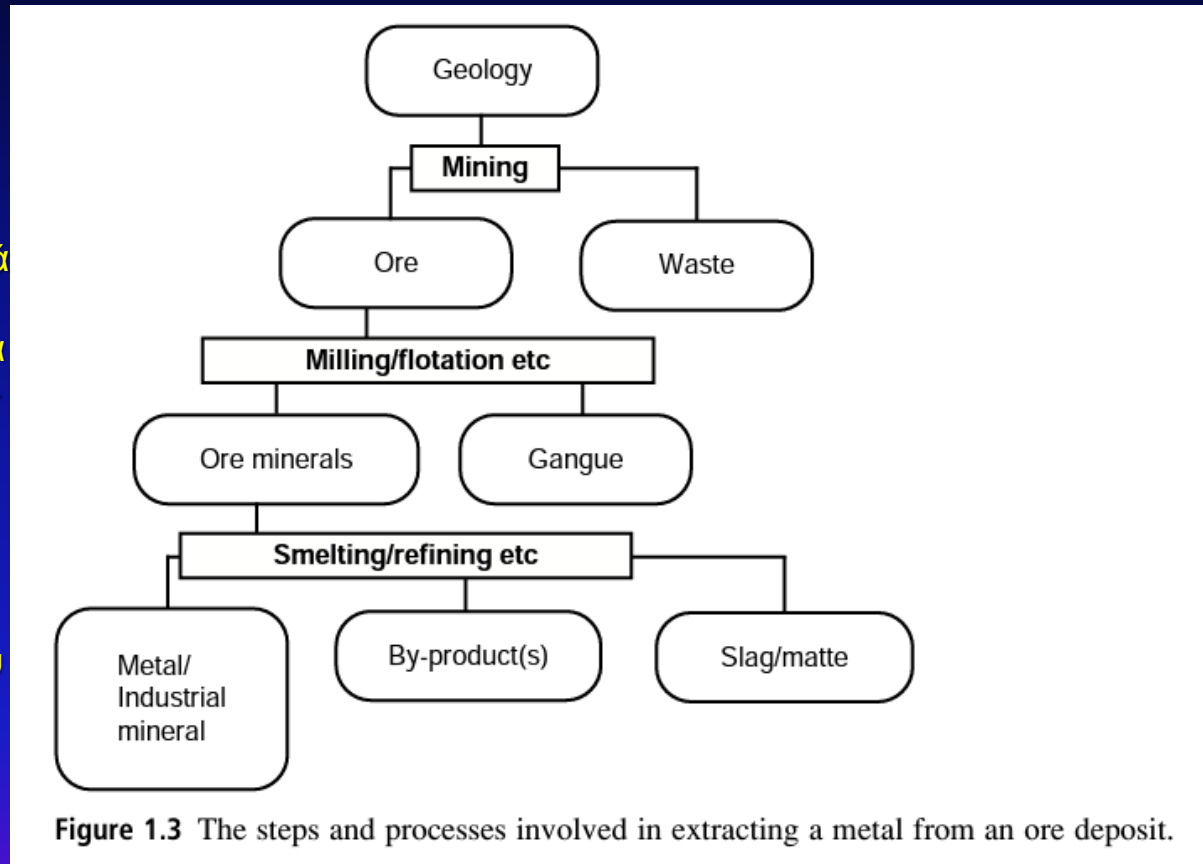 Geology
Mining
Ore
Waste
Milling/flotation etc
Ore minerals
Gangue
Smelting/refining etc
Metal/
Industrial
mineral
By-product(s)
Slag/matte
Figure 1.3 The steps and processes involved in extracting a metal from an ore deposit.